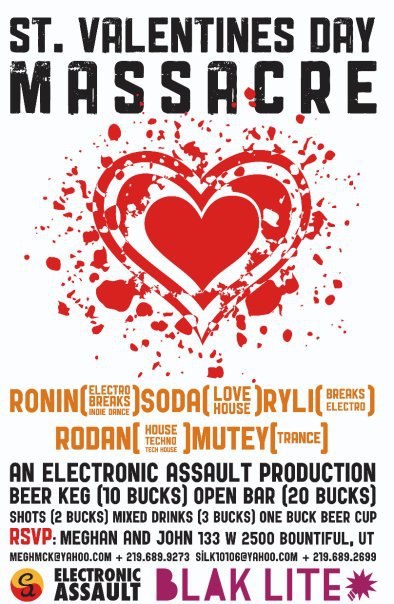 ST. VALENTINES DAY
MASSACRE
RONIN(ELECTRO BREAKS INDIE DANCE)SODA(LOVE HOUSE)RYLI(BREAKS ELECTRO)
RODAN(HOUSE TECHNO TECH HOUSE)MUTEY(TRANCE)
AN ELECTRONIC ASSAULT PRODUCTION
BEER KEG (10 BUCKS) OPEN BAR (20 BUCKS)
SHOTS (2 BUCKS) MIXED DRINKS (3 BUCKS) ONE BUCK BEER CUP
RSVP: MEGHAN AND JOHN 133 W 2500 BOUNTIFUL, UT
MEGHMCK@YAHOO.COM + 219.689.9273 SILK10106@YAHOO.COM + 219.689.2699
ea ELECTRONIC ASSAULT BLAK LITE